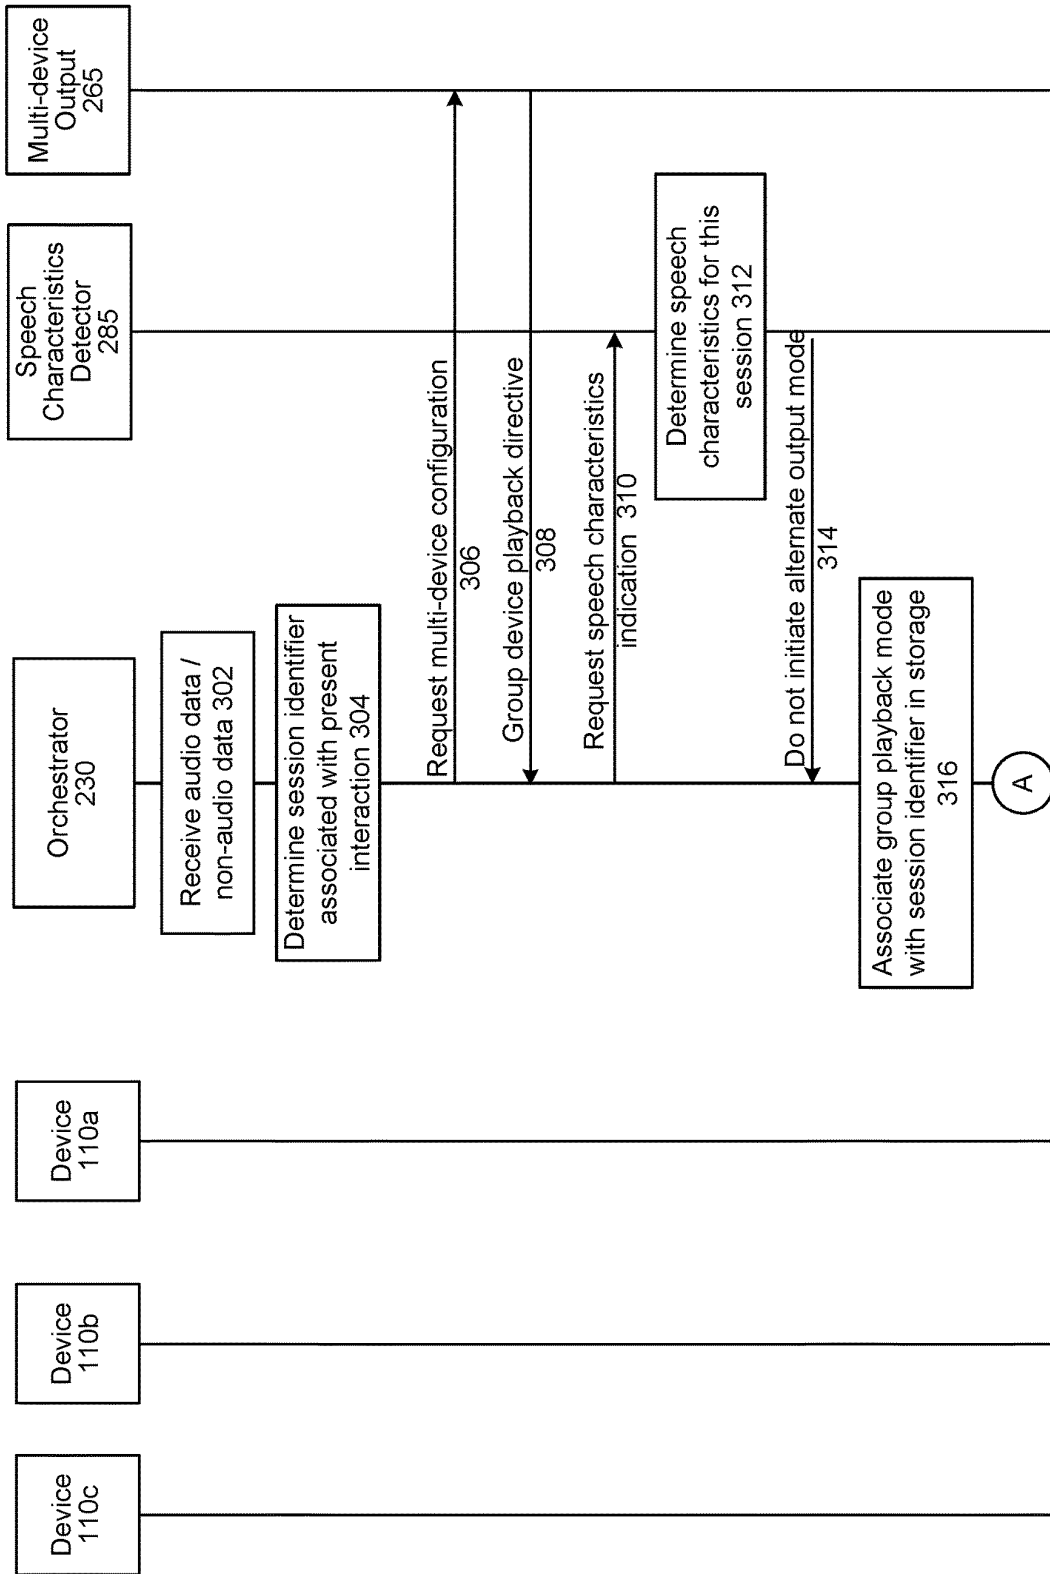 Device
110c
Device
110b
Device
110a
Orchestrator
230
Speech
Characteristics
Detector
285
Multi-device
Output
265
Receive audio data /
non-audio data 302
Determine session identifier
associated with present
interaction 304
Request multi-device configuration
306
Group device playback directive
308
Request speech characteristics
indication 310
Determine speech
characteristics for this
session 312
Do not initiate alternate output mode
314
Associate group playback mode
with session identifier in storage
316
A